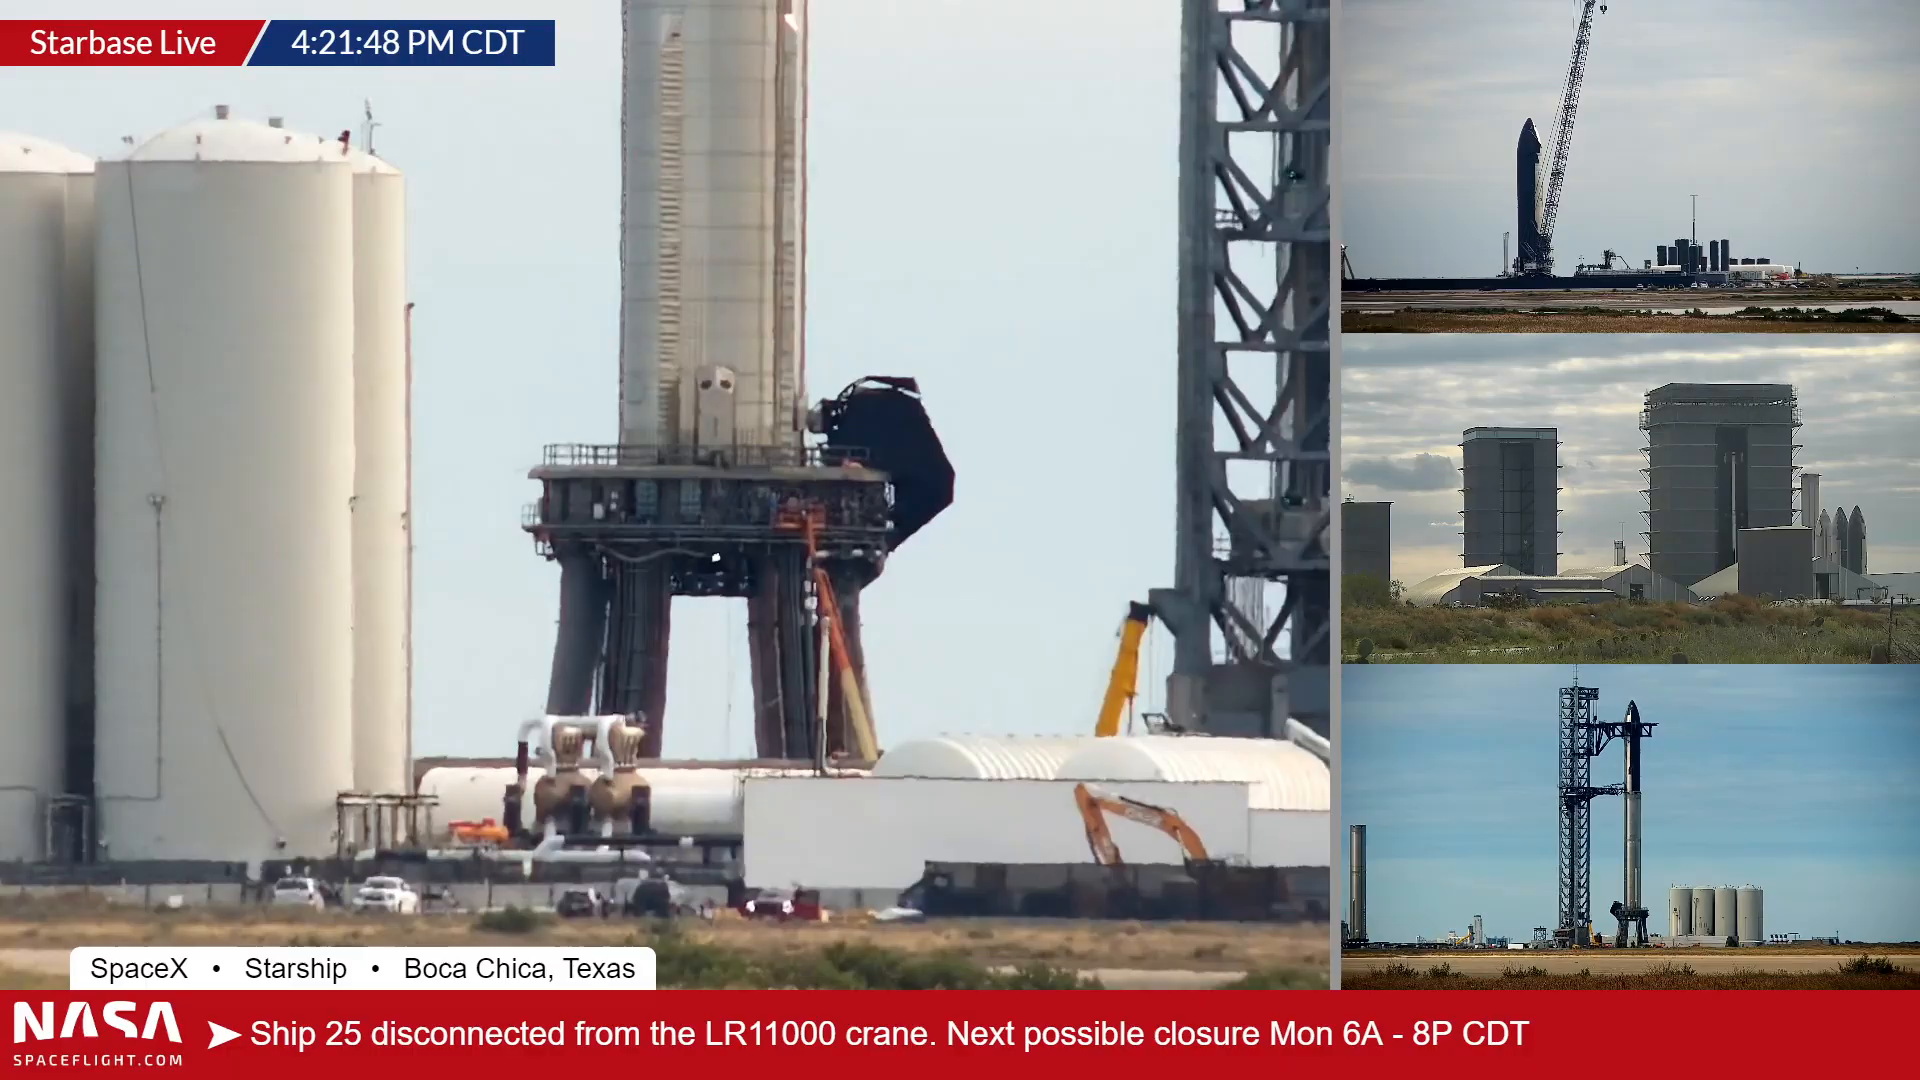 Starbase Live
4:21:48 PM CDT
SpaceX • Starship • Boca Chica, Texas
NASA
SPACEFLIGHT.COM
Ship 25 disconnected from the LR11000 crane. Next possible closure Mon 6A - 8P CDT